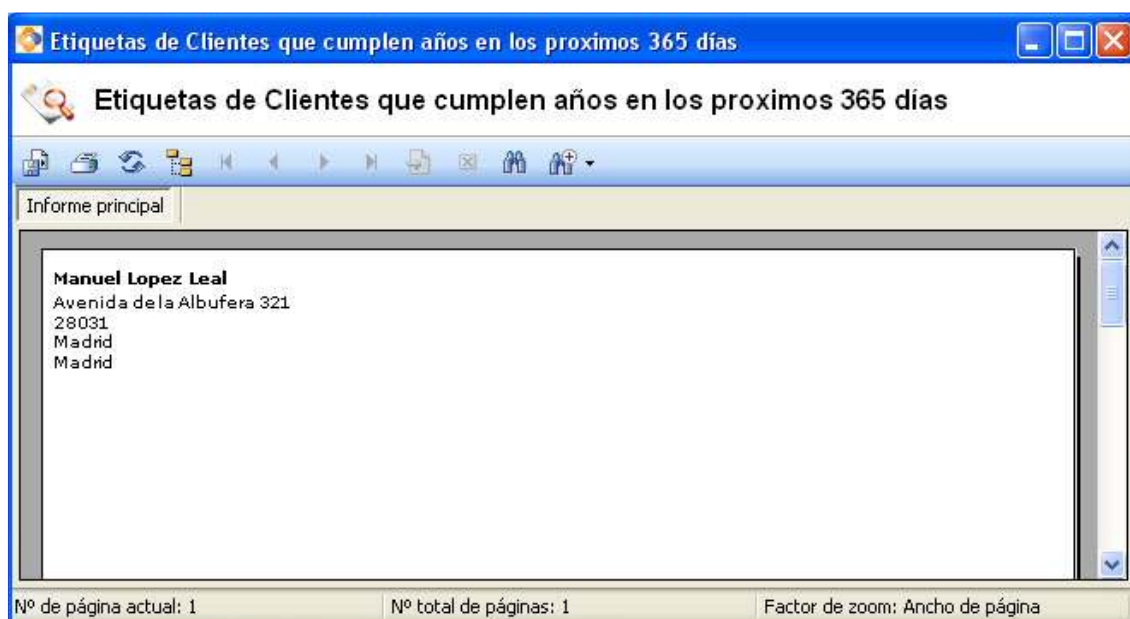 Etiquetas de Clientes que cumplen años en los proximos 365 días
Etiquetas de Clientes que cumplen años en los proximos 365 días
Informe principal
Manuel Lopez Leal
Avenida de la Albufera 321
28031
Madrid
Madrid
Nº de página actual: 1 Nº total de páginas: 1 Factor de zoom: Ancho de página